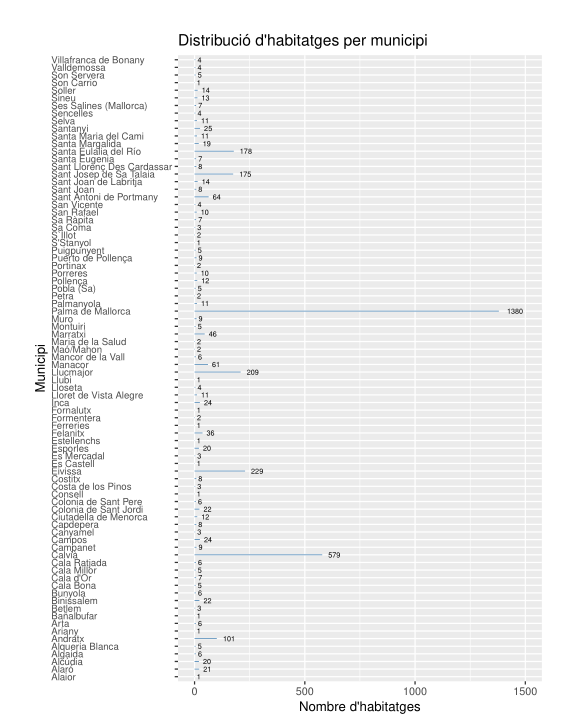 Distribució d'habitatges per municipi
Municipi
Villafranca de Bonany 4
Valldemossa 4
Son Servera 5
Son Carrio 1
Soller 14
Sineu 13
Ses Salines (Mallorca) 7
Sencelles 4
Selva 11
Santanyi 25
Santa Maria del Cami 11
Santa Margalida 19
Santa Eulalia del Rio 178
Santa Eugenia 7
Sant Llorenç Des Cardassar 8
Sant Josep de Sa Talaia 175
Sant Joan de Labritja 14
Sant Joan 8
Sant Antoni de Portmany 64
San Vicente 4
San Rafael 10
Sa Ràpita 7
Sa Coma 3
S'Illot 2
S'Stanyol 1
Puigpunyent 5
Puerto de Pollença 9
Portinax 2
Porreres 10
Pollença 12
Pobla (Sa) 5
Petra 2
Palmanyola 11
Palma de Mallorca 1380
Muro 9
Montuiri 5
Marratxi 46
Maria de la Salud 2
Maó/Mahon 2
Mancor de la Vall 6
Manacor 61
Llucmajor 209
Llubi 1
Lloseta 4
Lloret de Vista Alegre 11
Inca 24
Fornalutx 1
Formentera 2
Ferreries 1
Felanitx 36
Estellenchs 1
Esporles 20
Es Mercadal 3
Es Castell 1
Eivissa 229
Costitx 8
Costa de los Pinos 3
Consell 1
Colonia de Sant Pere 6
Colonia de Sant Jordi 22
Ciutadella de Menorca 12
Capdepera 8
Canyamel 3
Campos 24
Campanet 9
Calvia 579
Cala Ratjada 6
Cala Millor 5
Cala d'Or 7
Cala Bona 5
Bunyola 6
Binissalem 22
Betlem 3
Bañalbufar 1
Arta 6
Ariany 1
Andratx 101
Alqueria Blanca 5
Algaida 6
Alcúdia 20
Alaró 21
Alaior 1
0 500 1000 1500
Nombre d'habitatges